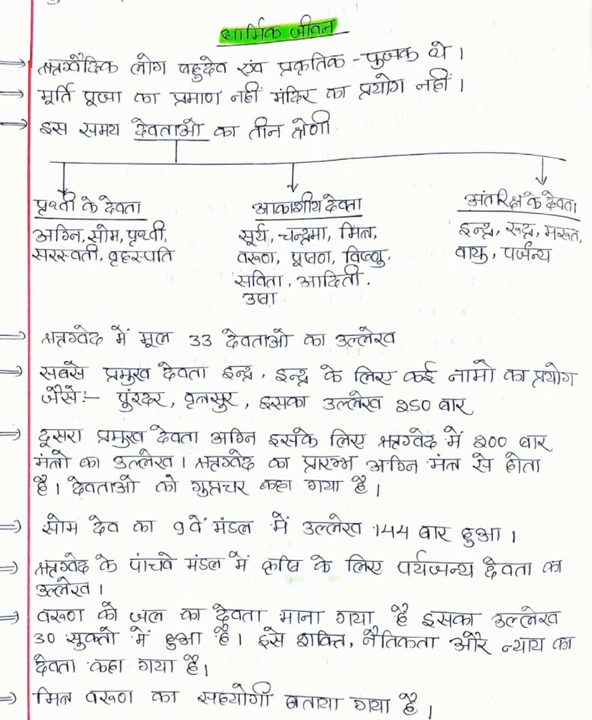 धार्मिक जीवन
→ ऋग्वैदिक लोग बहुदेव एवं प्रकृतिक - पुजक थे।
→ मूर्ति पूजा का प्रमाण नहीं मंदिर का प्रयोग नहीं।
→ इस समय देवताओ का तीन श्रेणी
पृथ्वी के देवता
अग्नि, सोम, पृथ्वी,
सरस्वती, बृहस्पति
आकाशीय देवता
सूर्य, चन्द्रमा, मित्र,
वरुण, पूषण, विष्णु,
सविता, आदिती,
उषा
अंतरिक्ष के देवता
इन्द्र, रुद्र, मरूत,
वायु, पर्जन्य
⇒ ऋग्वेद में मूल 33 देवताओ का उल्लेख
⇒ सबसे प्रमुख देवता इन्द्र, इन्द्र के लिए कई नामो का प्रयोग
जैसे:- पुंरदर, वृतसुर, इसका उल्लेख 250 बार
⇒ दूसरा प्रमुख देवता अग्नि इसके लिए ऋग्वेद में 200 बार
मंत्रो का उल्लेख। ऋग्वेद का प्रारम्भ अग्नि मंत्र से होता
है। देवताओ को गुप्तचर कहा गया है।
⇒ सोम देव का 9वें मंडल में उल्लेख 144 बार हुआ।
⇒ ऋग्वेद के पांचवे मंडल में कृषि के लिए पर्यजन्य देवता का
उल्लेख।
⇒ वरुण को जल का देवता माना गया है इसका उल्लेख
30 सुक्तो में हुआ है। इसे शक्ति, नैतिकता और न्याय का
देवता कहा गया है।
⇒ मित्र वरुण का सहयोगी बताया गया है।